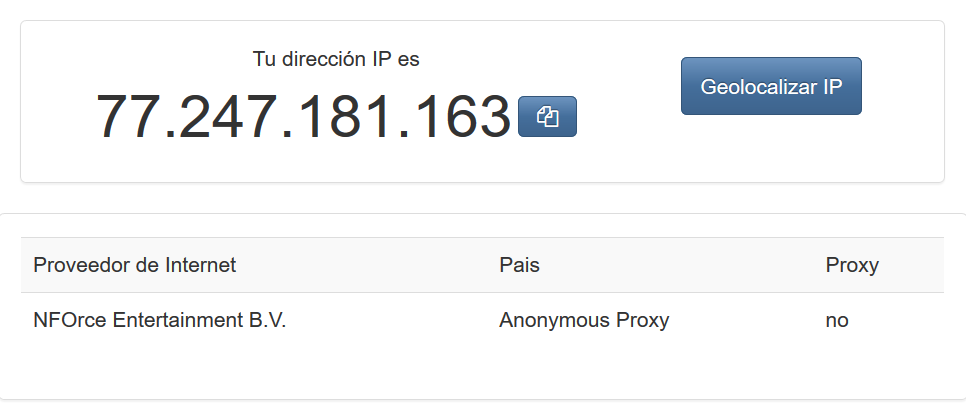 Tu dirección IP es
77.247.181.163
Geolocalizar IP
Proveedor de Internet Pais Proxy
NFOrce Entertainment B.V. Anonymous Proxy no